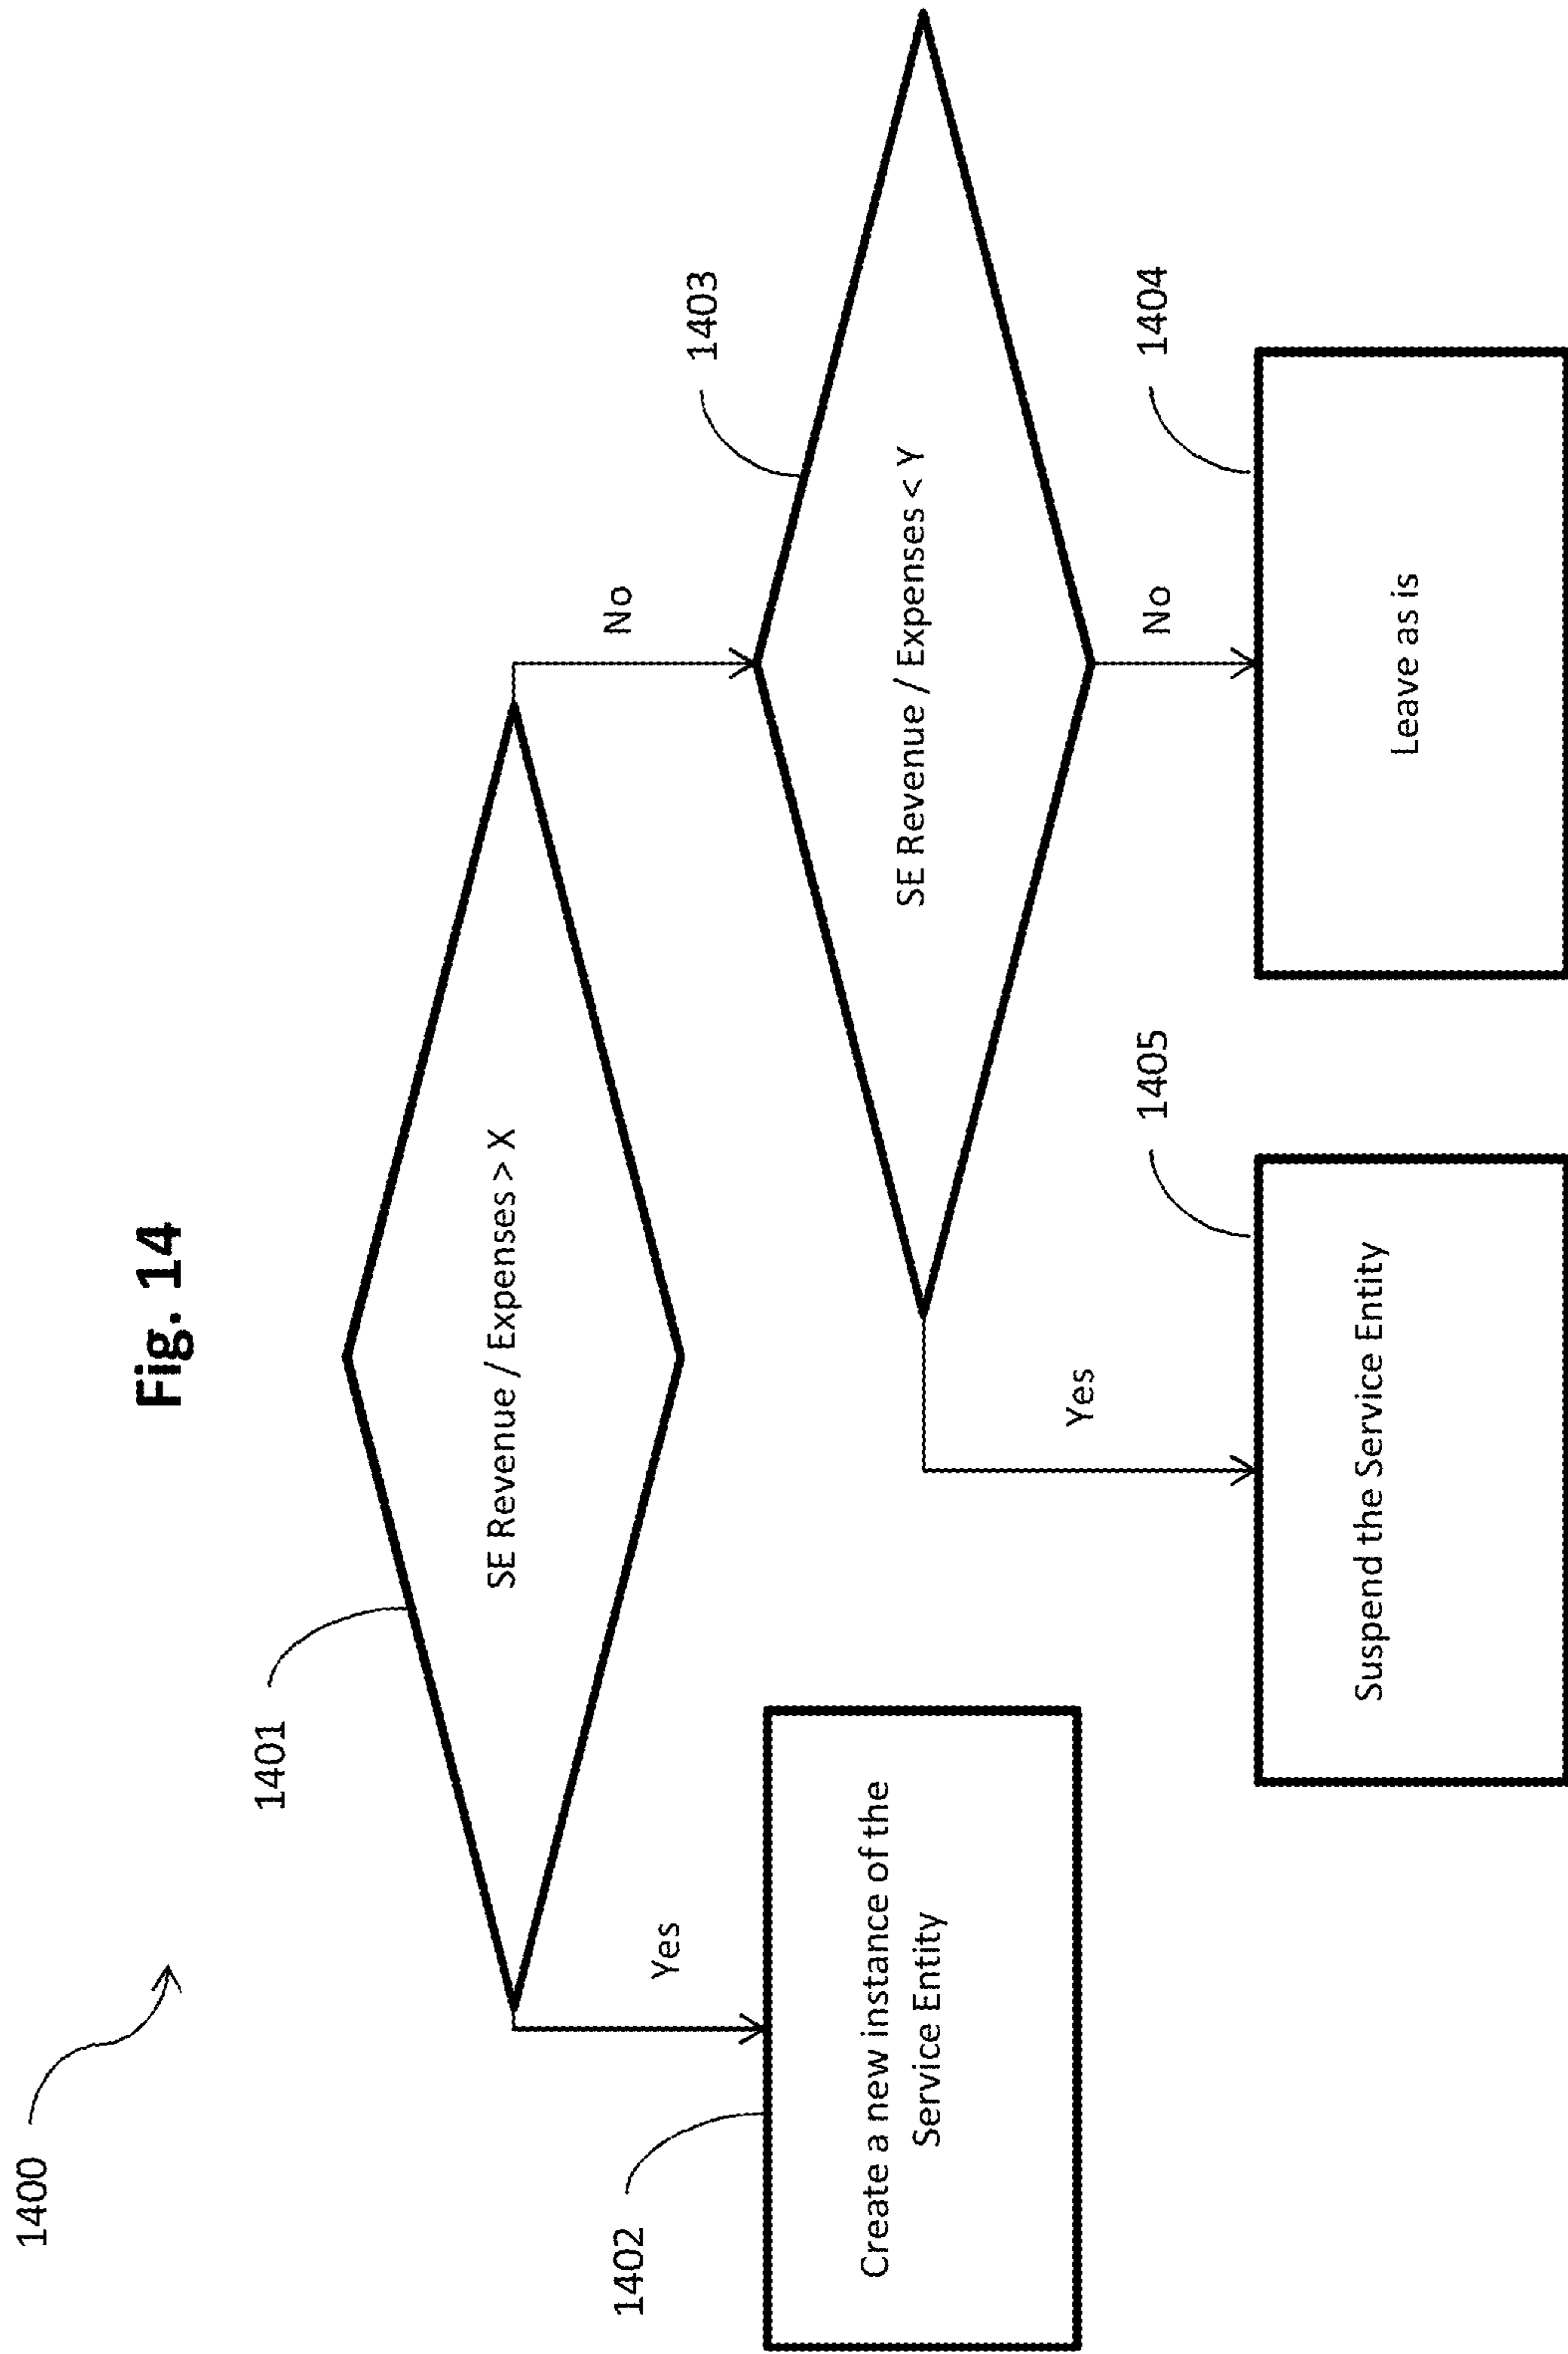 Fig. 14
1400
1401
SE Revenue / Expenses > X
Yes
No
1402
Create a new instance of the
Service Entity
1403
SE Revenue / Expenses < Y
Yes
No
1405
Suspend the Service Entity
1404
Leave as is